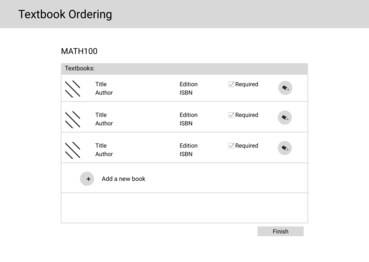 Textbook Ordering
MATH100
Textbooks:
Title Edition Required
Author ISBN
Title Edition Required
Author ISBN
Title Edition Required
Author ISBN
+ Add a new book
Finish